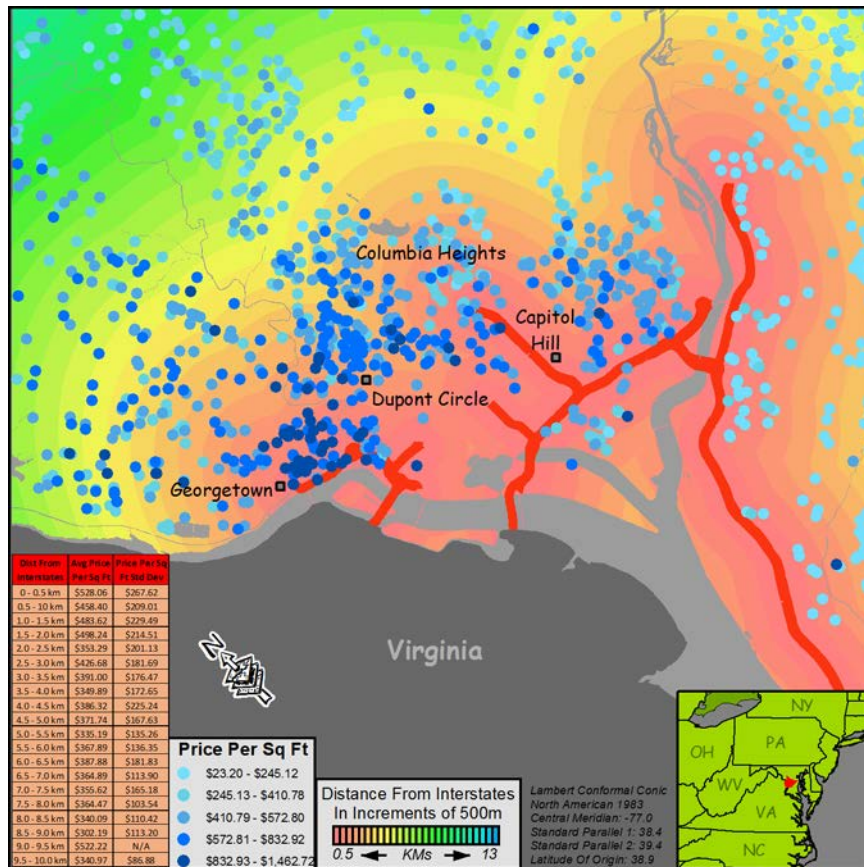 Columbia Heights
Capitol
Hill
Dupont Circle
Georgetown
Virginia
N
Dist From Interstates Avg Price Per Sq Ft Price Per Sq Ft Std Dev
0 - 0.5 km $528.06 $267.62
0.5 - 10 km $458.40 $209.01
1.0 - 1.5 km $483.62 $229.49
1.5 - 2.0 km $498.24 $214.51
2.0 - 2.5 km $353.29 $201.13
2.5 - 3.0 km $426.68 $181.69
3.0 - 3.5 km $391.00 $176.47
3.5 - 4.0 km $349.89 $172.65
4.0 - 4.5 km $386.32 $225.24
4.5 - 5.0 km $371.74 $167.63
5.0 - 5.5 km $335.19 $135.26
5.5 - 6.0 km $367.89 $136.35
6.0 - 6.5 km $387.88 $181.83
6.5 - 7.0 km $364.89 $113.90
7.0 - 7.5 km $355.62 $165.18
7.5 - 8.0 km $364.47 $103.54
8.0 - 8.5 km $340.09 $110.42
8.5 - 9.0 km $302.19 $113.20
9.0 - 9.5 km $522.22 N/A
9.5 - 10.0 km $340.97 $86.88
Price Per Sq Ft
$23.20 - $245.12
$245.13 - $410.78
$410.79 - $572.80
$572.81 - $832.92
$832.93 - $1,462.72
Distance From Interstates
In Increments of 500m
0.5 KMs 13
Lambert Conformal Conic
North American 1983
Central Meridian: -77.0
Standard Parallel 1: 38.4
Standard Parallel 2: 39.4
Latitude Of Origin: 38.9
NY
PA
OH
WV
VA
NC